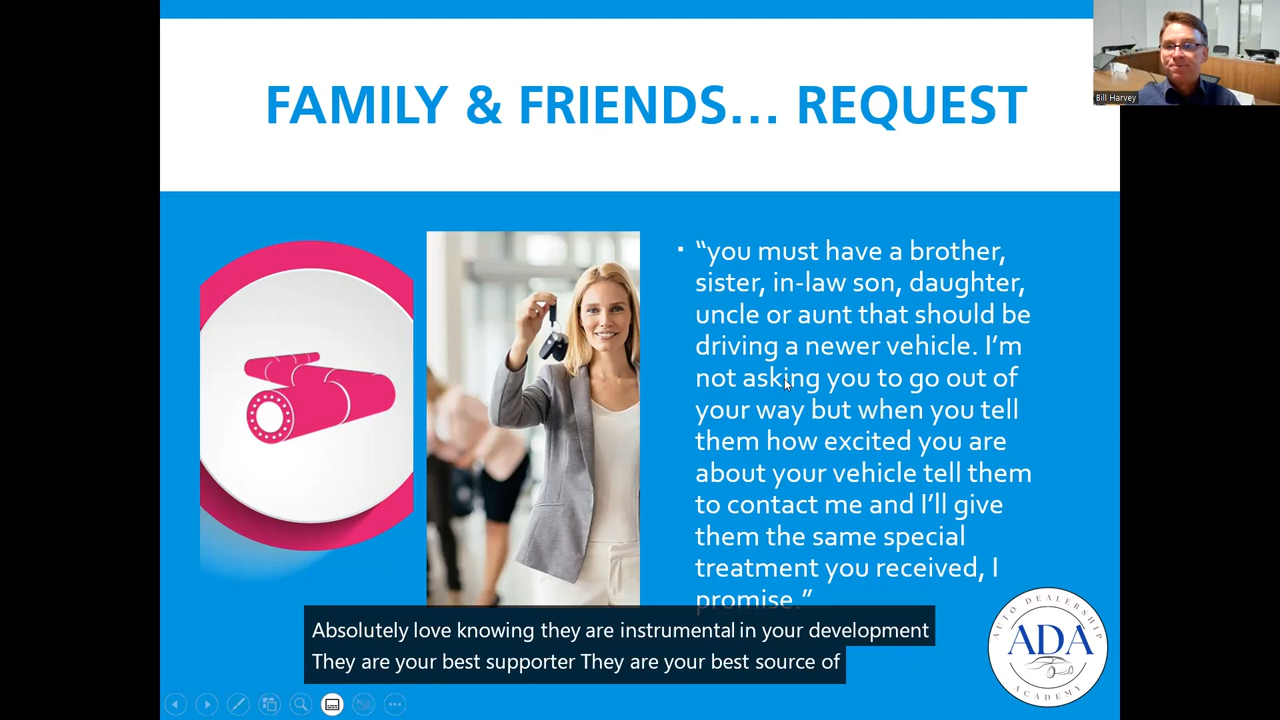 FAMILY & FRIENDS... REQUEST
Bill Harvey
▪ “you must have a brother,
sister, in-law son, daughter,
uncle or aunt that should be
driving a newer vehicle. I’m
not asking you to go out of
your way but when you tell
them how excited you are
about your vehicle tell them
to contact me and I’ll give
them the same special
treatment you received, I
promise.”
Absolutely love knowing they are instrumental in your development
They are your best supporter They are your best source of
AUTO DEALERSHIP
ADA
ACADEMY